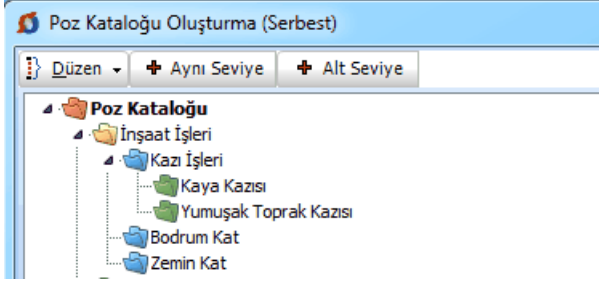 Poz Kataloğu Oluşturma (Serbest)
Düzen Aynı Seviye Alt Seviye
Poz Kataloğu
İnşaat İşleri
Kazı İşleri
Kaya Kazısı
Yumuşak Toprak Kazısı
Bodrum Kat
Zemin Kat